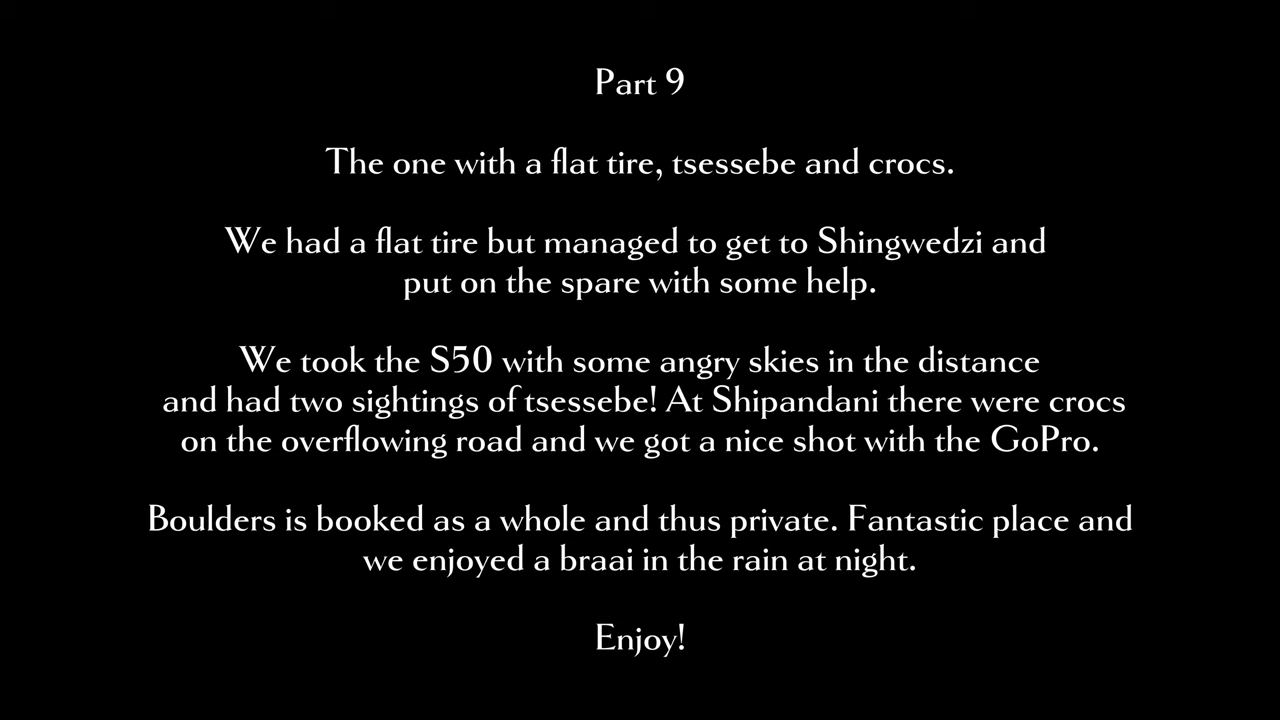 Part 9
The one with a flat tire, tsessebe and crocs.
We had a flat tire but managed to get to Shingwedzi and
put on the spare with some help.
We took the S50 with some angry skies in the distance
and had two sightings of tsessebe! At Shipandani there were crocs
on the overflowing road and we got a nice shot with the GoPro.
Boulders is booked as a whole and thus private. Fantastic place and
we enjoyed a braai in the rain at night.
Enjoy!